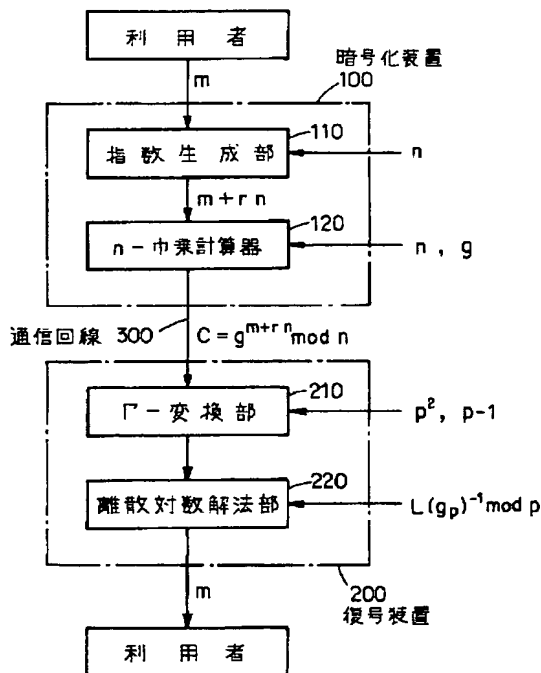 利用者
m
暗号化装置
100
110
指数生成部
n
m+rn
120
n-巾乗計算器
n, g
通信回線 300
C=g^{m+rn} mod n
210
Γ-変換部
p², p-1
220
離散対数解法部
L(g_p)^{-1} mod p
m
200
復号装置
利用者